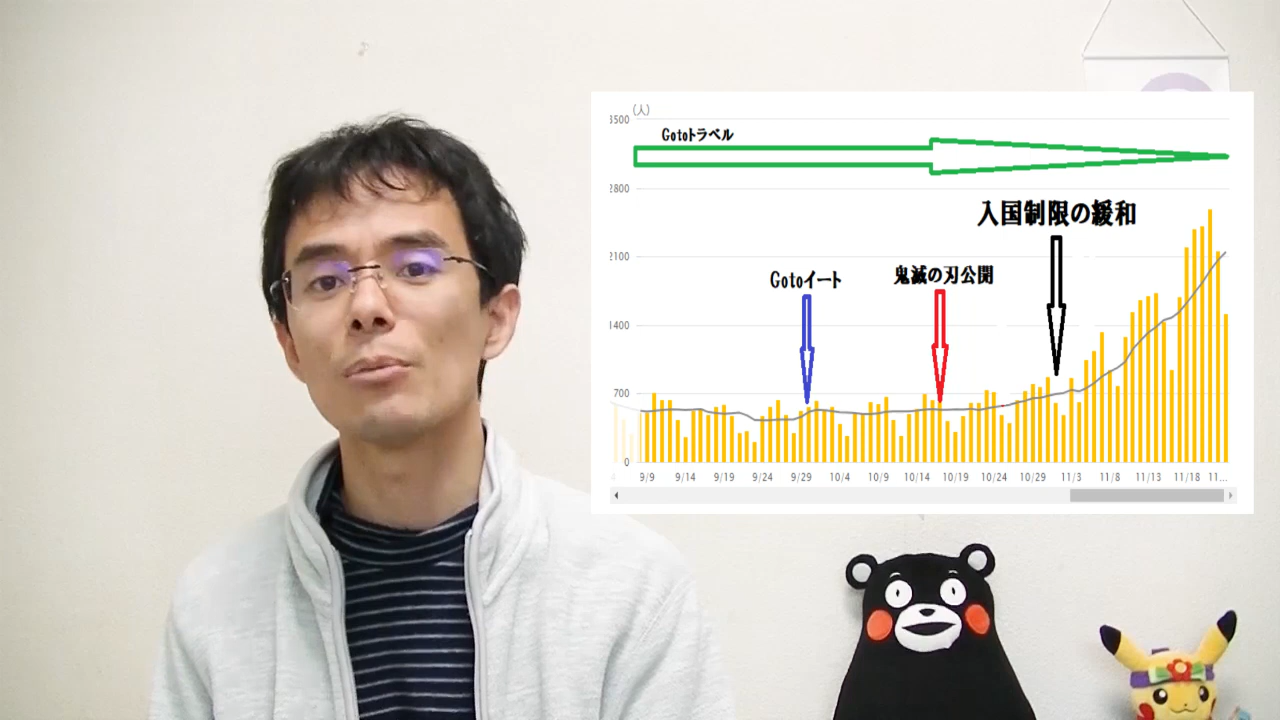 (人)
3500
Gotoトラベル
2800
入国制限の緩和
2100
Gotoイート
鬼滅の刃公開
1400
700
0
9/9 9/14 9/19 9/24 9/29 10/4 10/9 10/14 10/19 10/24 10/29 11/3 11/8 11/13 11/18 11...